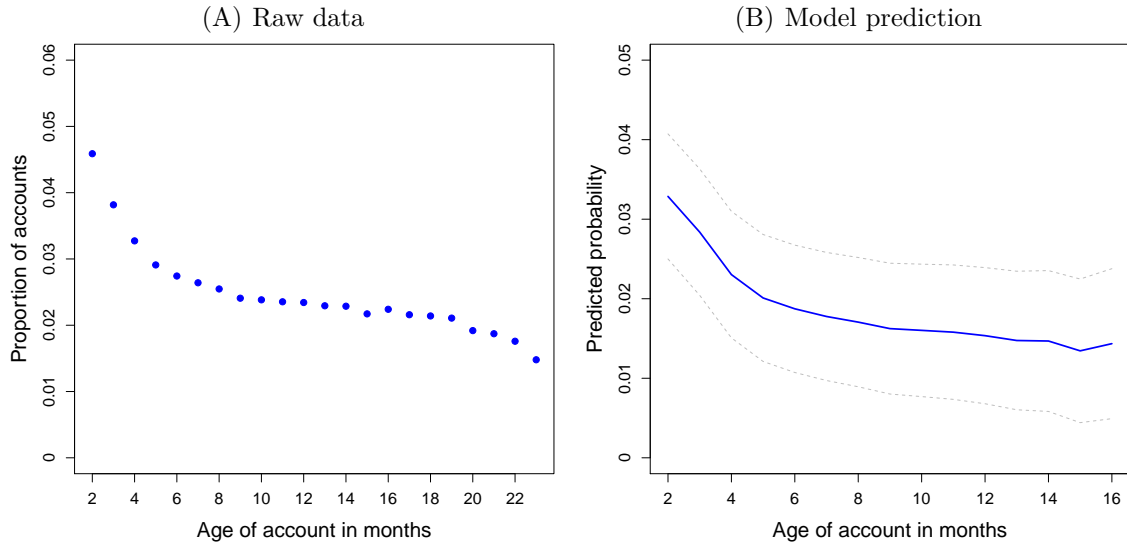 (A) Raw data
Proportion of accounts
0.06
0.05
0.04
0.03
0.02
0.01
0
2 4 6 8 10 12 14 16 18 20 22
Age of account in months
(B) Model prediction
Predicted probability
0.05
0.04
0.03
0.02
0.01
0
2 4 6 8 10 12 14 16
Age of account in months